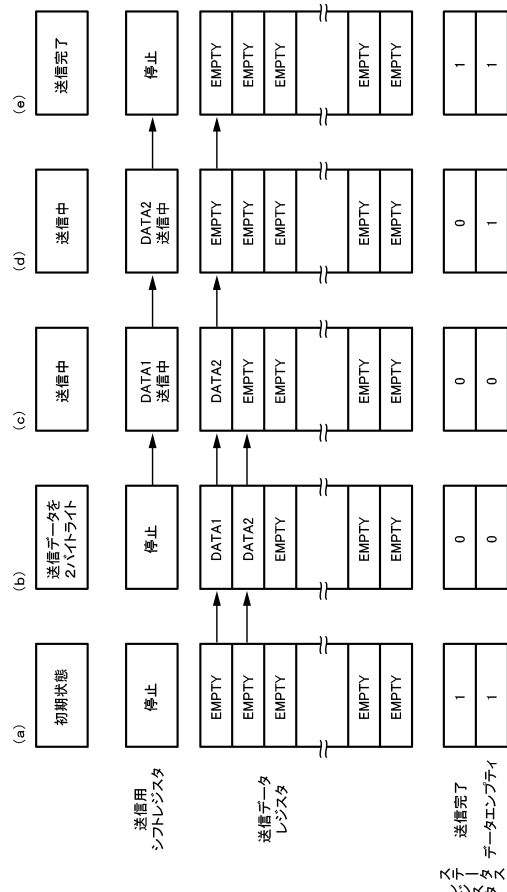 (a) (b) (c) (d) (e)
初期状態 送信データを 送信中 送信中 送信完了
2バイトライト
送信用 停止 停止 DATA1 DATA2 停止
シフトレジスタ 送信中 送信中
送信データ EMPTY DATA1 DATA2 EMPTY EMPTY
レジスタ EMPTY DATA2 EMPTY EMPTY EMPTY
EMPTY EMPTY EMPTY EMPTY EMPTY
EMPTY EMPTY EMPTY EMPTY EMPTY
EMPTY EMPTY EMPTY EMPTY EMPTY
ステータス
ジスタ
送信完了 1 0 0 0 1
データエンプティ 1 0 0 1 1